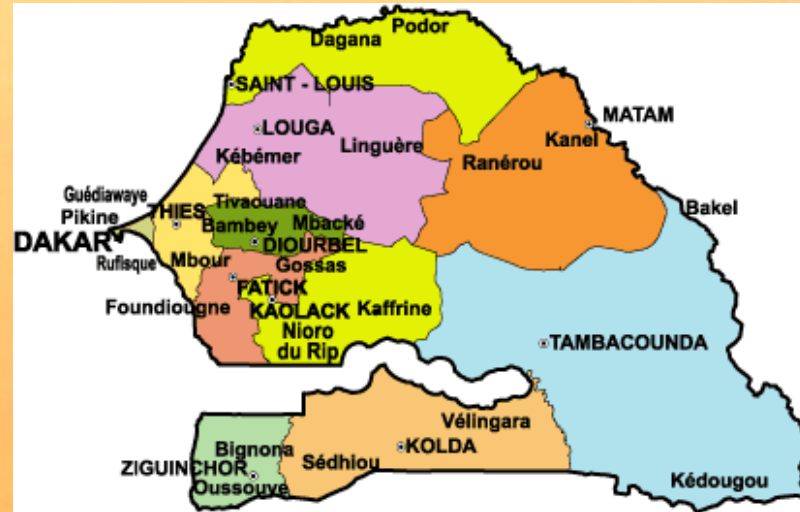 Podor
Dagana
SAINT - LOUIS
MATAM
LOUGA
Kanel
Linguère
Kébémer
Ranérou
Guédiawaye
Tivaouane
Bakel
THIES
Pikine
Bambey
Mbacké
DAKAR
DIOURBEL
Rufisque
Mbour
Gossas
FATICK
Foundiougne
KAOLACK
Kaffrine
Nioro
du Rip
TAMBACOUNDA
Vélingara
Bignona
KOLDA
ZIGUINCHOR
Sédhiou
Oussouye
Kédougou